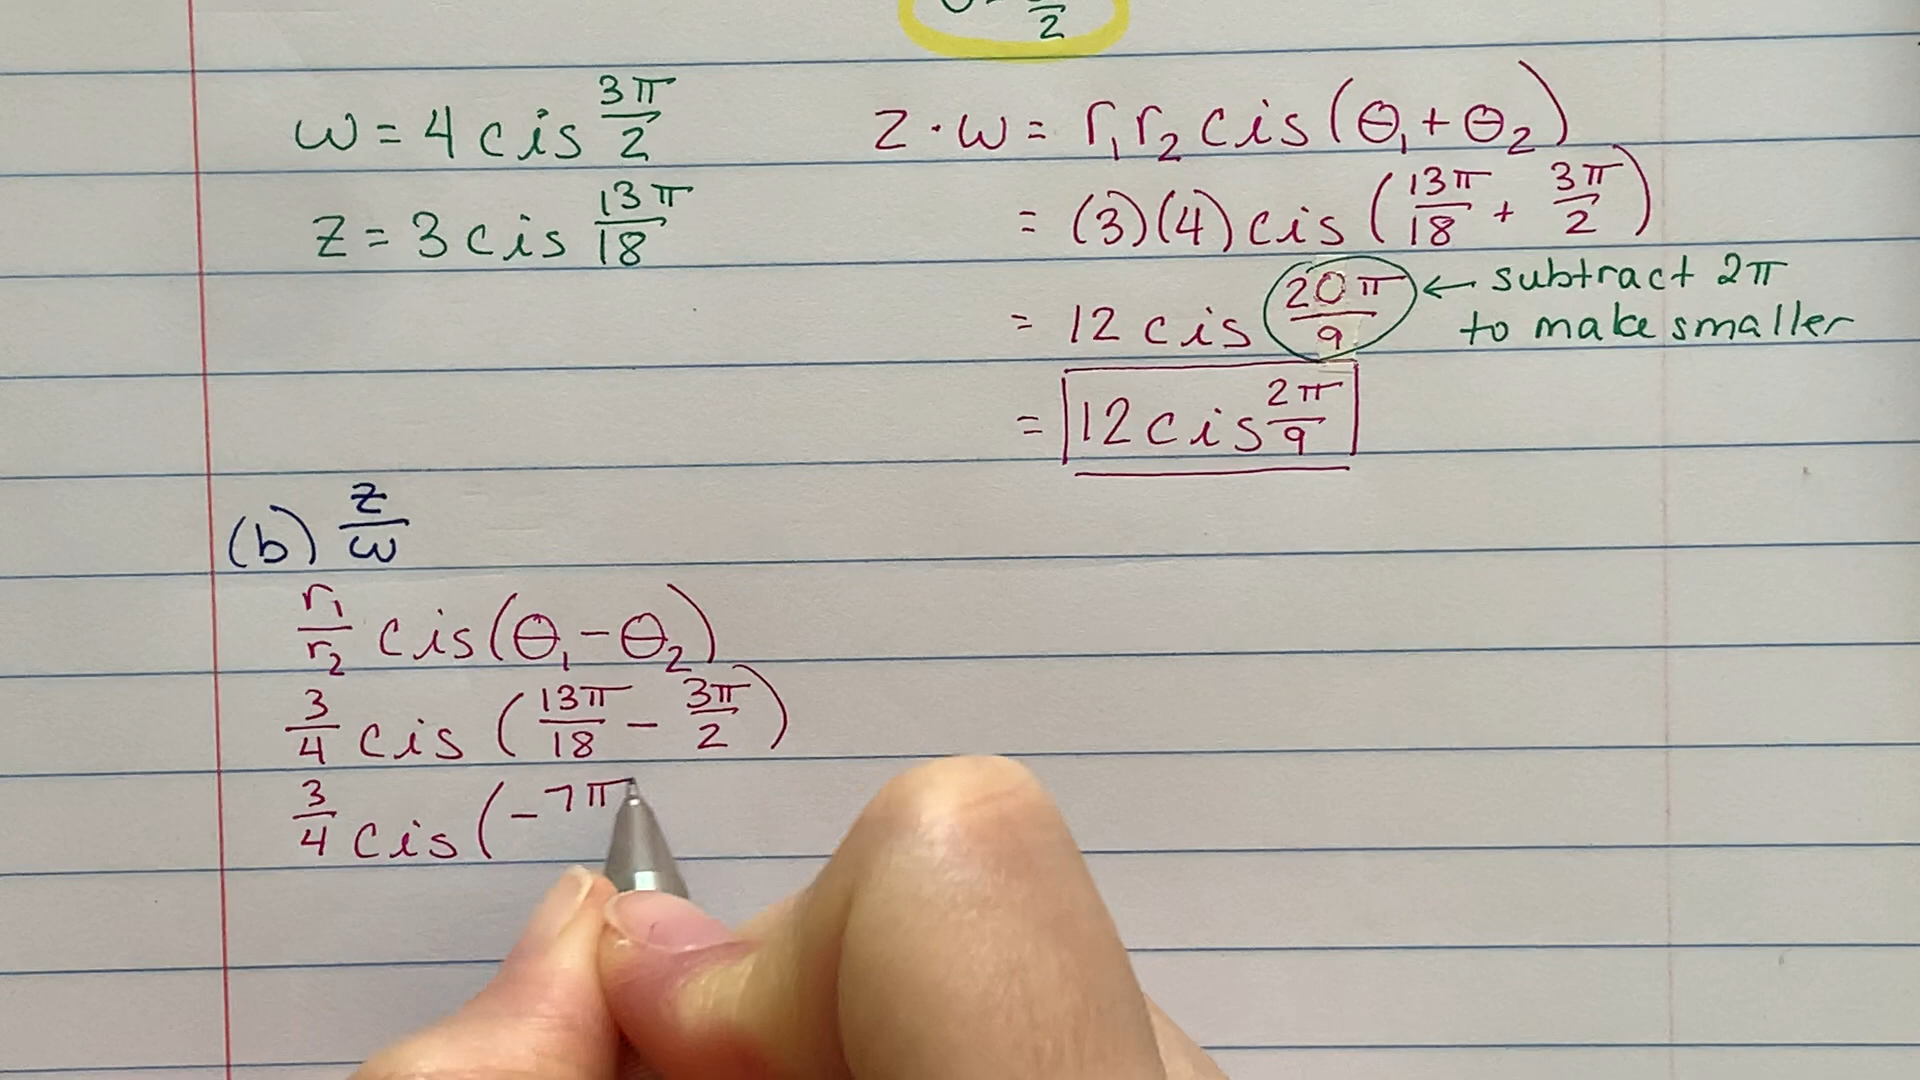 w = 4 cis 3π/2
z = 3 cis 13π/18
z · w = r₁r₂ cis(θ₁ + θ₂)
= (3)(4) cis (13π/18 + 3π/2)
= 12 cis 20π/9 ← subtract 2π
to make smaller
= 12 cis 2π/9
(b) z/w
r₁/r₂ cis(θ₁ - θ₂)
3/4 cis (13π/18 - 3π/2)
3/4 cis (-7π